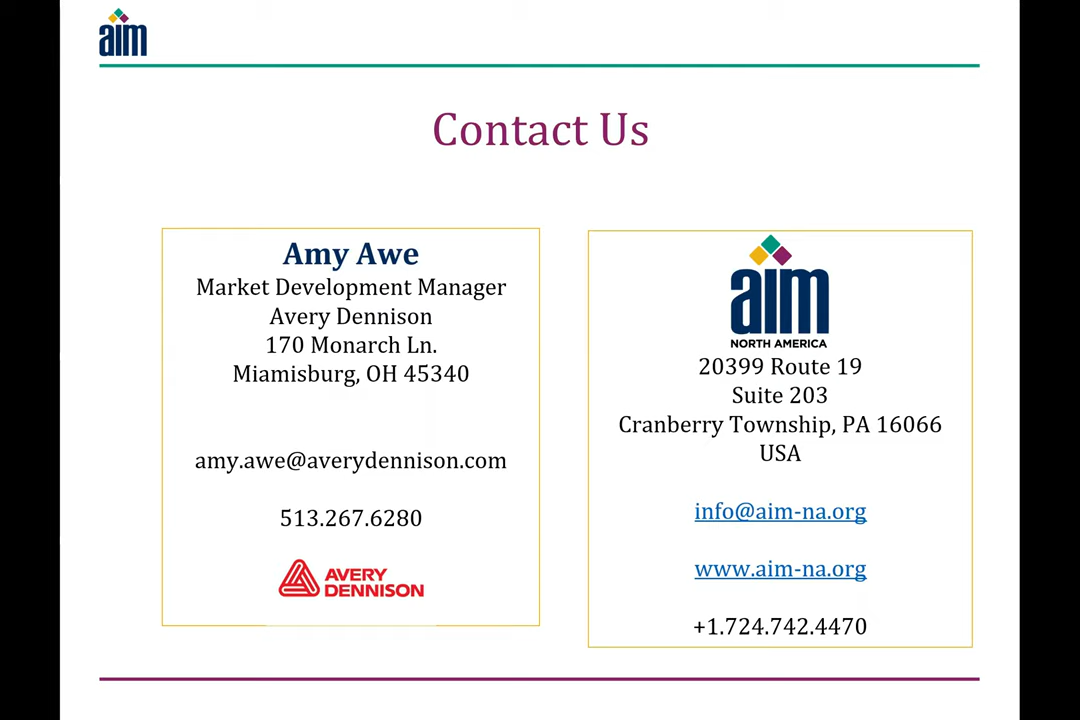 aim
Contact Us
Amy Awe
Market Development Manager
Avery Dennison
170 Monarch Ln.
Miamisburg, OH 45340
amy.awe@averydennison.com
513.267.6280
AVERY
DENNISON
aim
NORTH AMERICA
20399 Route 19
Suite 203
Cranberry Township, PA 16066
USA
info@aim-na.org
www.aim-na.org
+1.724.742.4470